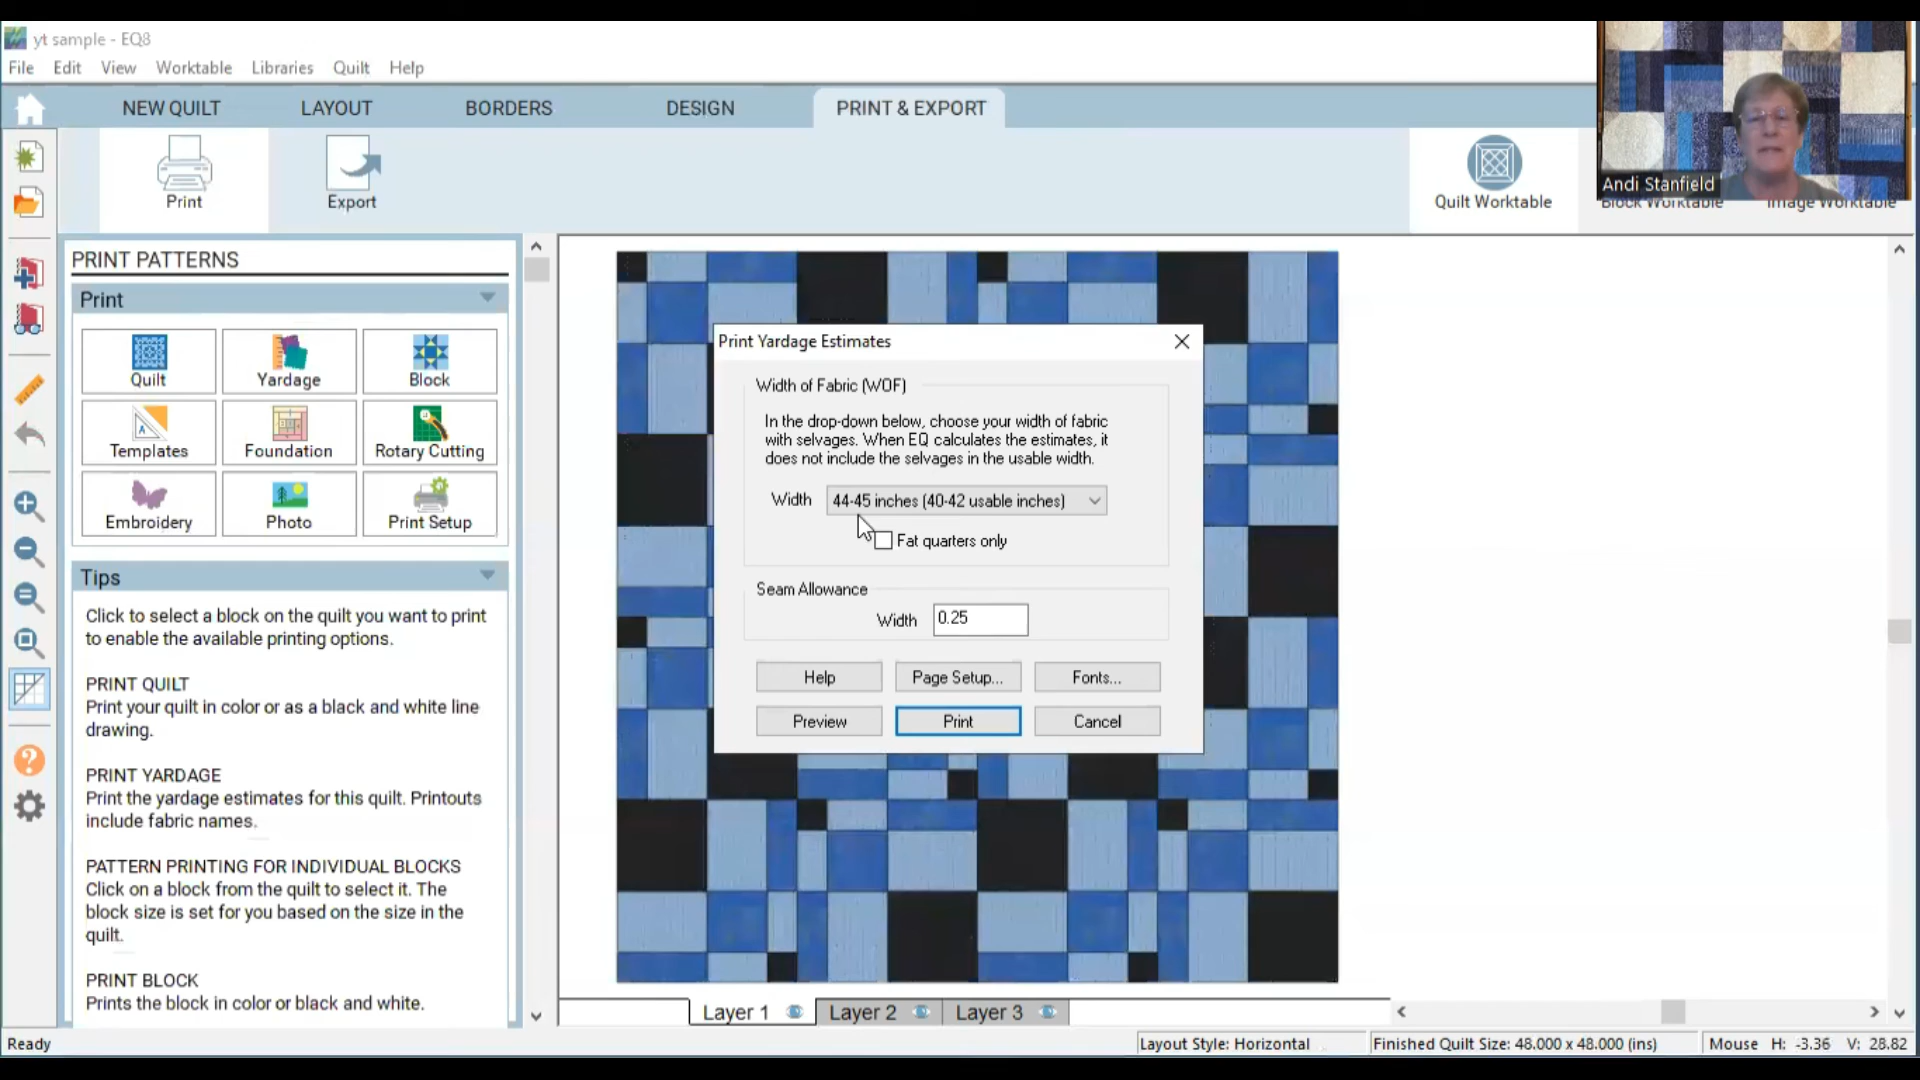 yt sample - EQ8
File Edit View Worktable Libraries Quilt Help
NEW QUILT LAYOUT BORDERS DESIGN PRINT & EXPORT
Print Export Quilt Worktable Block Worktable Image Worktable
Andi Stanfield
PRINT PATTERNS
Print
Quilt Yardage Block
Templates Foundation Rotary Cutting
Embroidery Photo Print Setup
Tips
Click to select a block on the quilt you want to print
to enable the available printing options.
PRINT QUILT
Print your quilt in color or as a black and white line
drawing.
PRINT YARDAGE
Print the yardage estimates for this quilt. Printouts
include fabric names.
PATTERN PRINTING FOR INDIVIDUAL BLOCKS
Click on a block from the quilt to select it. The
block size is set for you based on the size in the
quilt.
PRINT BLOCK
Prints the block in color or black and white.
Print Yardage Estimates
Width of Fabric (WOF)
In the drop-down below, choose your width of fabric
with selvages. When EQ calculates the estimates, it
does not include the selvages in the usable width.
Width 44-45 inches (40-42 usable inches)
Fat quarters only
Seam Allowance
Width 0.25
Help Page Setup... Fonts...
Preview Print Cancel
Layer 1 Layer 2 Layer 3
Ready Layout Style: Horizontal Finished Quilt Size: 48.000 x 48.000 (ins) Mouse H: -3.36 V: 28.82